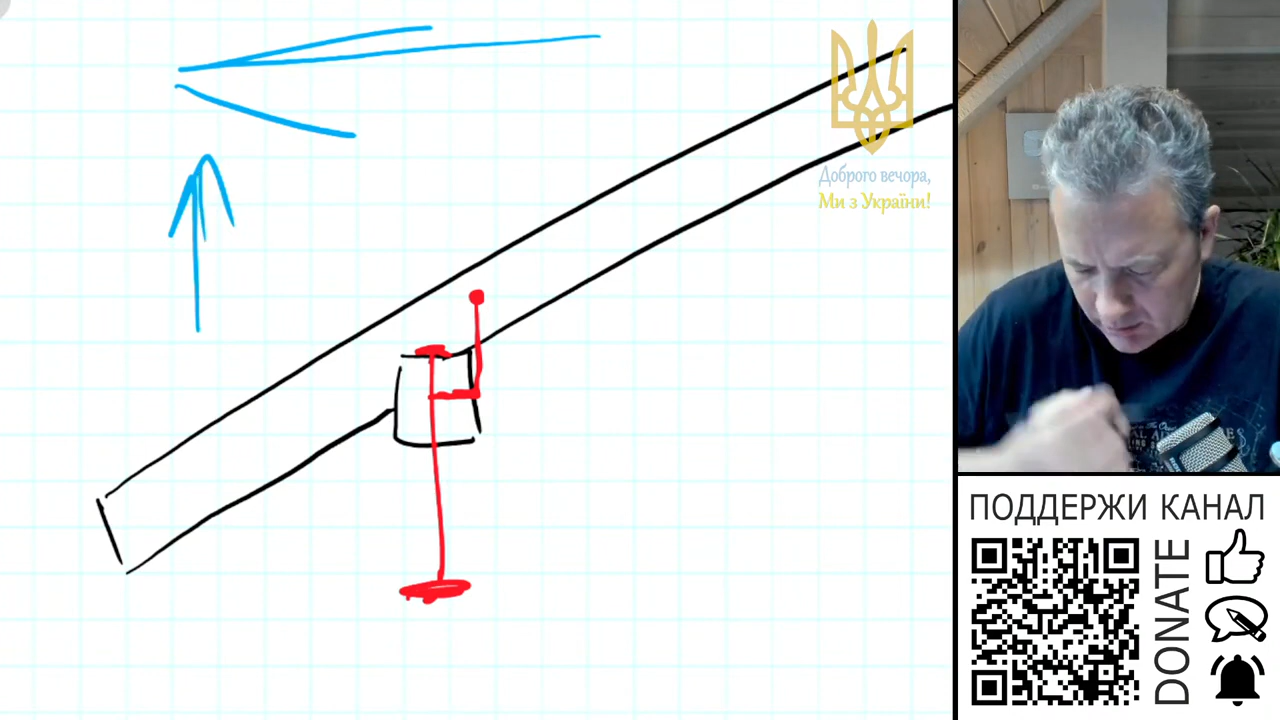 Доброго вечора,
Ми з України!
ПОДДЕРЖИ КАНАЛ
DONATE